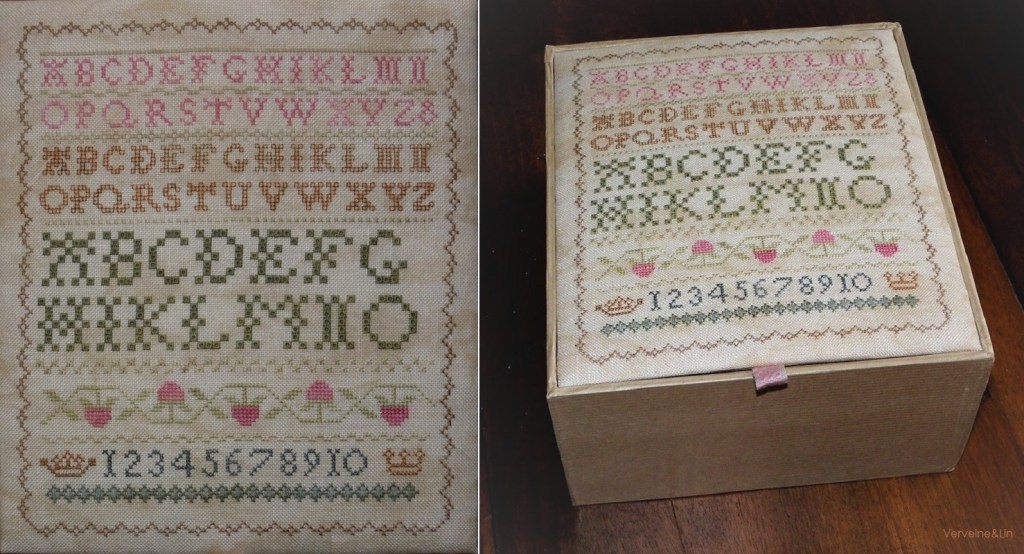 ABCDEFGHIKLMN
OPQRSTVWXYZ&
ABCDEFGHIKLMN
OPQRSTUVWXYZ
ABCDEFG
HIKLMNO
12345678910
ABCDEFGHIKLMN
OPQRSTVWXYZ&
ABCDEFGHIKLMN
OPQRSTUVWXYZ
ABCDEFG
HIKLMNO
12345678910
Verveine&Lin